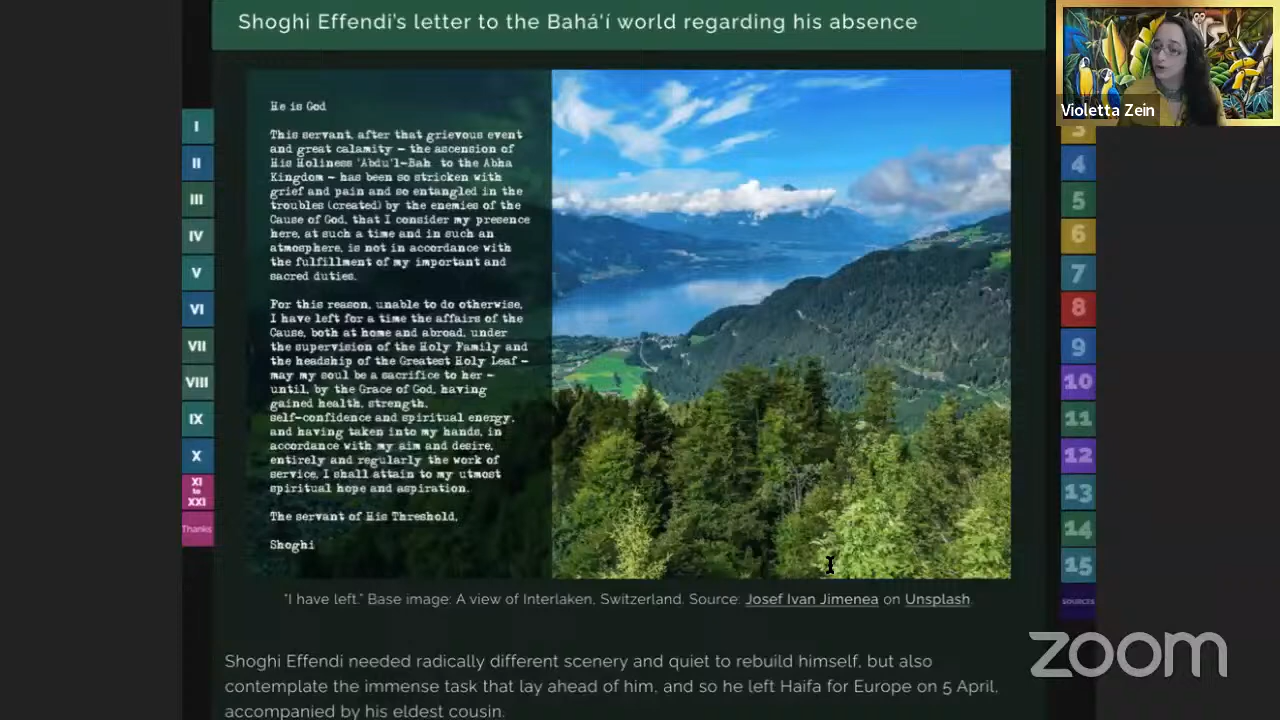 Shoghi Effendi's letter to the Bahá'í world regarding his absence
He is God
This servant, after that grievous event
and great calamity – the ascension of
His Holiness 'Abdu'l-Bah to the Abha
Kingdom – has been so stricken with
grief and pain and so entangled in the
troubles (created) by the enemies of the
Cause of God, that I consider my presence
here, at such a time and in such an
atmosphere, is not in accordance with
the fulfillment of my important and
sacred duties.
For this reason, unable to do otherwise,
I have left for a time the affairs of the
Cause, both at home and abroad, under
the supervision of the Holy Family and
the headship of the Greatest Holy Leaf –
may my soul be a sacrifice to her –
until, by the Grace of God, having
gained health, strength,
self-confidence and spiritual energy,
and having taken into my hands, in
accordance with my aim and desire,
entirely and regularly the work of
service, I shall attain to my utmost
spiritual hope and aspiration.
The servant of His Threshold,
Shoghi
"I have left." Base image: A view of Interlaken, Switzerland. Source: Josef Ivan Jimenea on Unsplash.
Shoghi Effendi needed radically different scenery and quiet to rebuild himself, but also
contemplate the immense task that lay ahead of him, and so he left Haifa for Europe on 5 April,
accompanied by his eldest cousin.
I
II
III
IV
V
VI
VII
VIII
IX
X
XI
to
XXI
Thanks
Violetta Zein
3
4
5
6
7
8
9
10
11
12
13
14
15
SOURCES
zoom